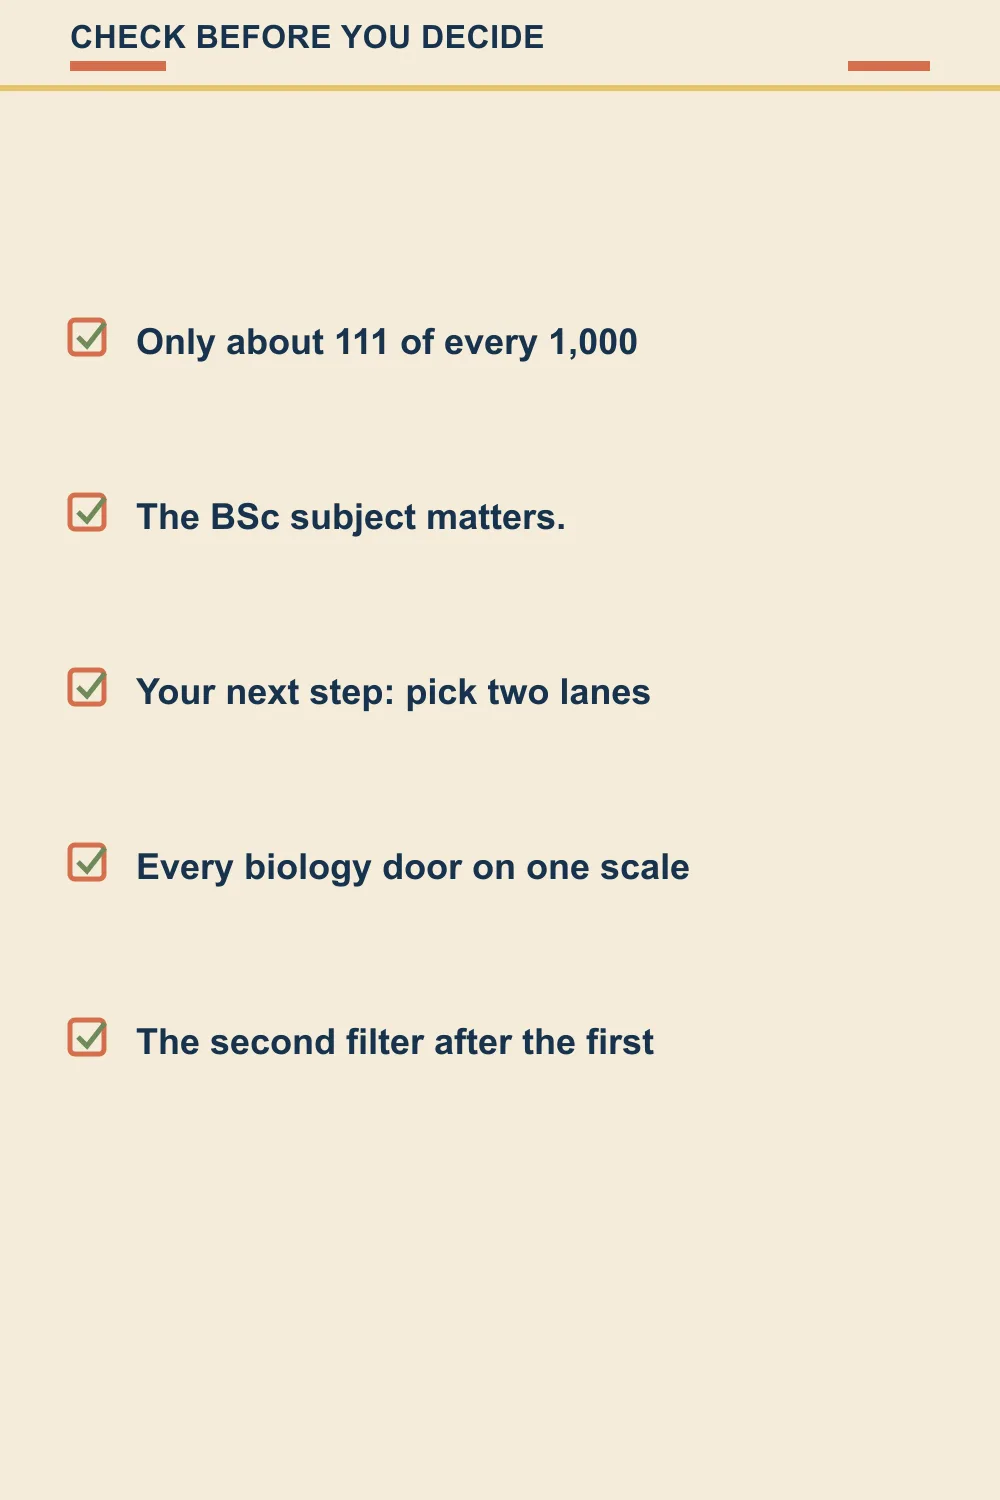 CHECK BEFORE YOU DECIDE
Only about 111 of every 1,000
The BSc subject matters.
Your next step: pick two lanes
Every biology door on one scale
The second filter after the first